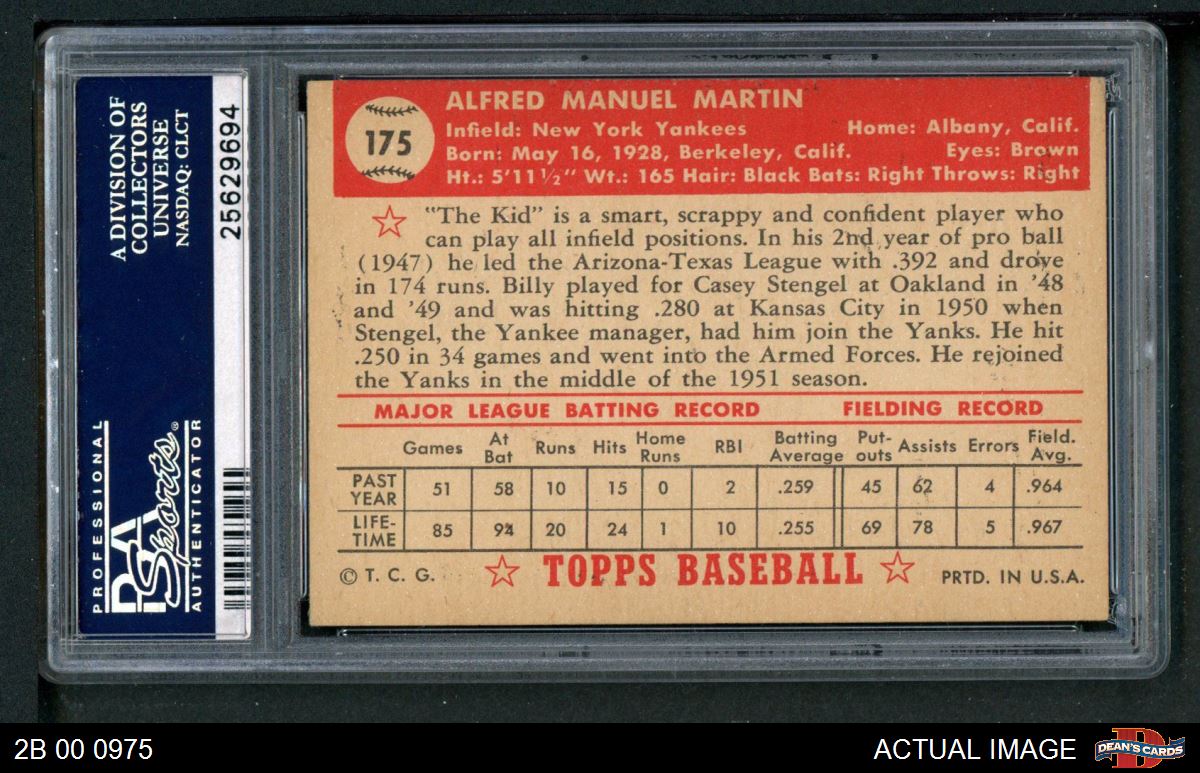 A DIVISION OF
COLLECTORS
UNIVERSE
NASDAQ: CLCT
25629694
PROFESSIONAL
PSA
Sports®
AUTHENTICATOR
175
ALFRED MANUEL MARTIN
Infield: New York Yankees Home: Albany, Calif.
Born: May 16, 1928, Berkeley, Calif. Eyes: Brown
Ht.: 5'11½" Wt.: 165 Hair: Black Bats: Right Throws: Right
"The Kid" is a smart, scrappy and confident player who
can play all infield positions. In his 2nd year of pro ball
(1947) he led the Arizona-Texas League with .392 and drove
in 174 runs. Billy played for Casey Stengel at Oakland in '48
and '49 and was hitting .280 at Kansas City in 1950 when
Stengel, the Yankee manager, had him join the Yanks. He hit
.250 in 34 games and went into the Armed Forces. He rejoined
the Yanks in the middle of the 1951 season.
MAJOR LEAGUE BATTING RECORD FIELDING RECORD
Games At Bat Runs Hits Home Runs RBI Batting Average Put-outs Assists Errors Field. Avg.
PAST YEAR 51 58 10 15 0 2 .259 45 62 4 .964
LIFE-TIME 85 94 20 24 1 10 .255 69 78 5 .967
© T. C. G. TOPPS BASEBALL PRTD. IN U.S.A.
2B 00 0975 ACTUAL IMAGE DEAN'S CARDS